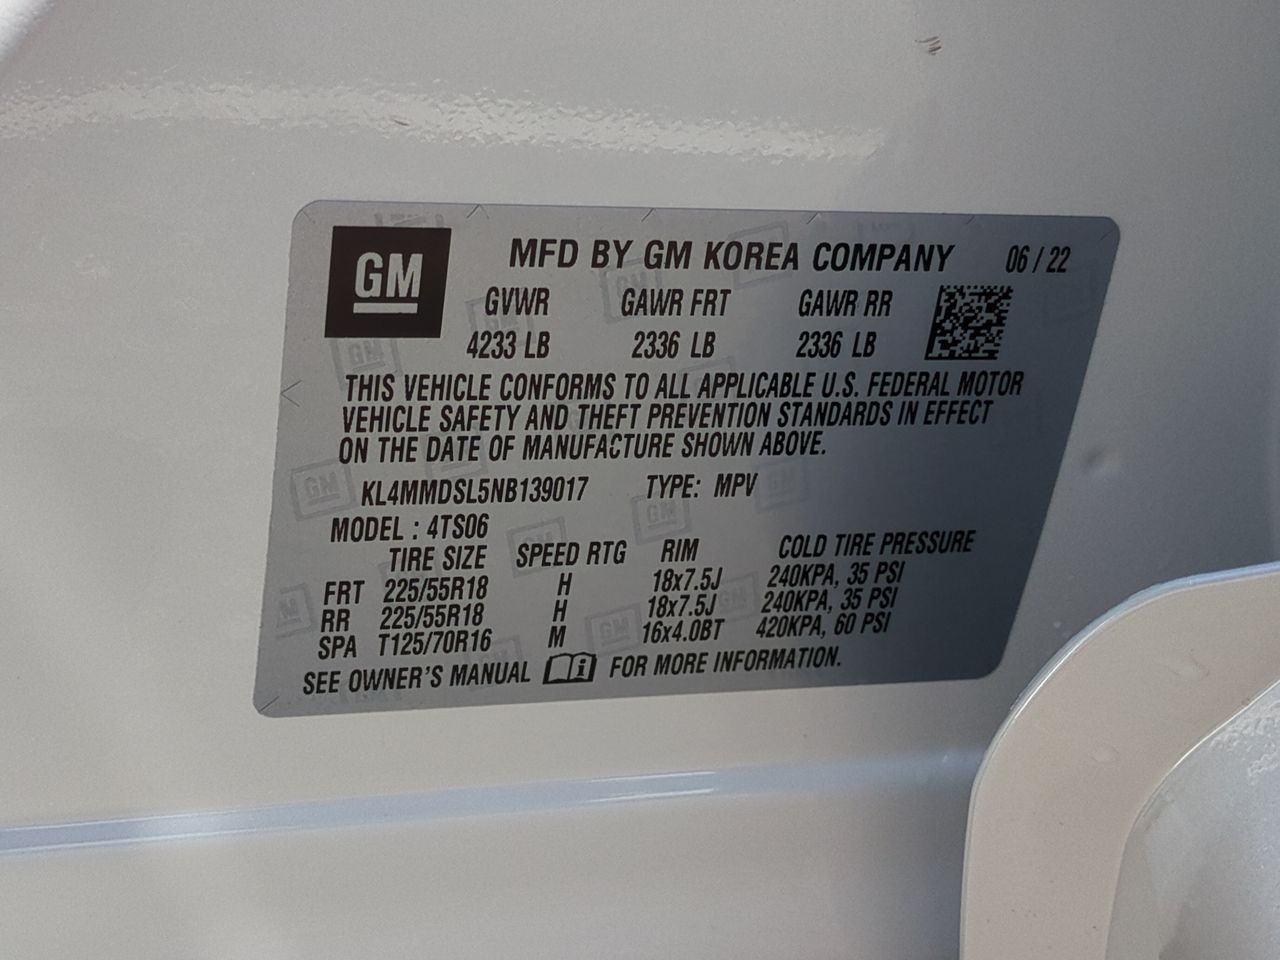 GM MFD BY GM KOREA COMPANY 06 / 22
GVWR GAWR FRT GAWR RR
4233 LB 2336 LB 2336 LB
THIS VEHICLE CONFORMS TO ALL APPLICABLE U.S. FEDERAL MOTOR
VEHICLE SAFETY AND THEFT PREVENTION STANDARDS IN EFFECT
ON THE DATE OF MANUFACTURE SHOWN ABOVE.
KL4MMDSL5NB139017 TYPE: MPV
MODEL : 4TS06
TIRE SIZE SPEED RTG RIM COLD TIRE PRESSURE
FRT 225/55R18 H 18x7.5J 240KPA, 35 PSI
RR 225/55R18 H 18x7.5J 240KPA, 35 PSI
SPA T125/70R16 M 16x4.0BT 420KPA, 60 PSI
SEE OWNER'S MANUAL i FOR MORE INFORMATION.